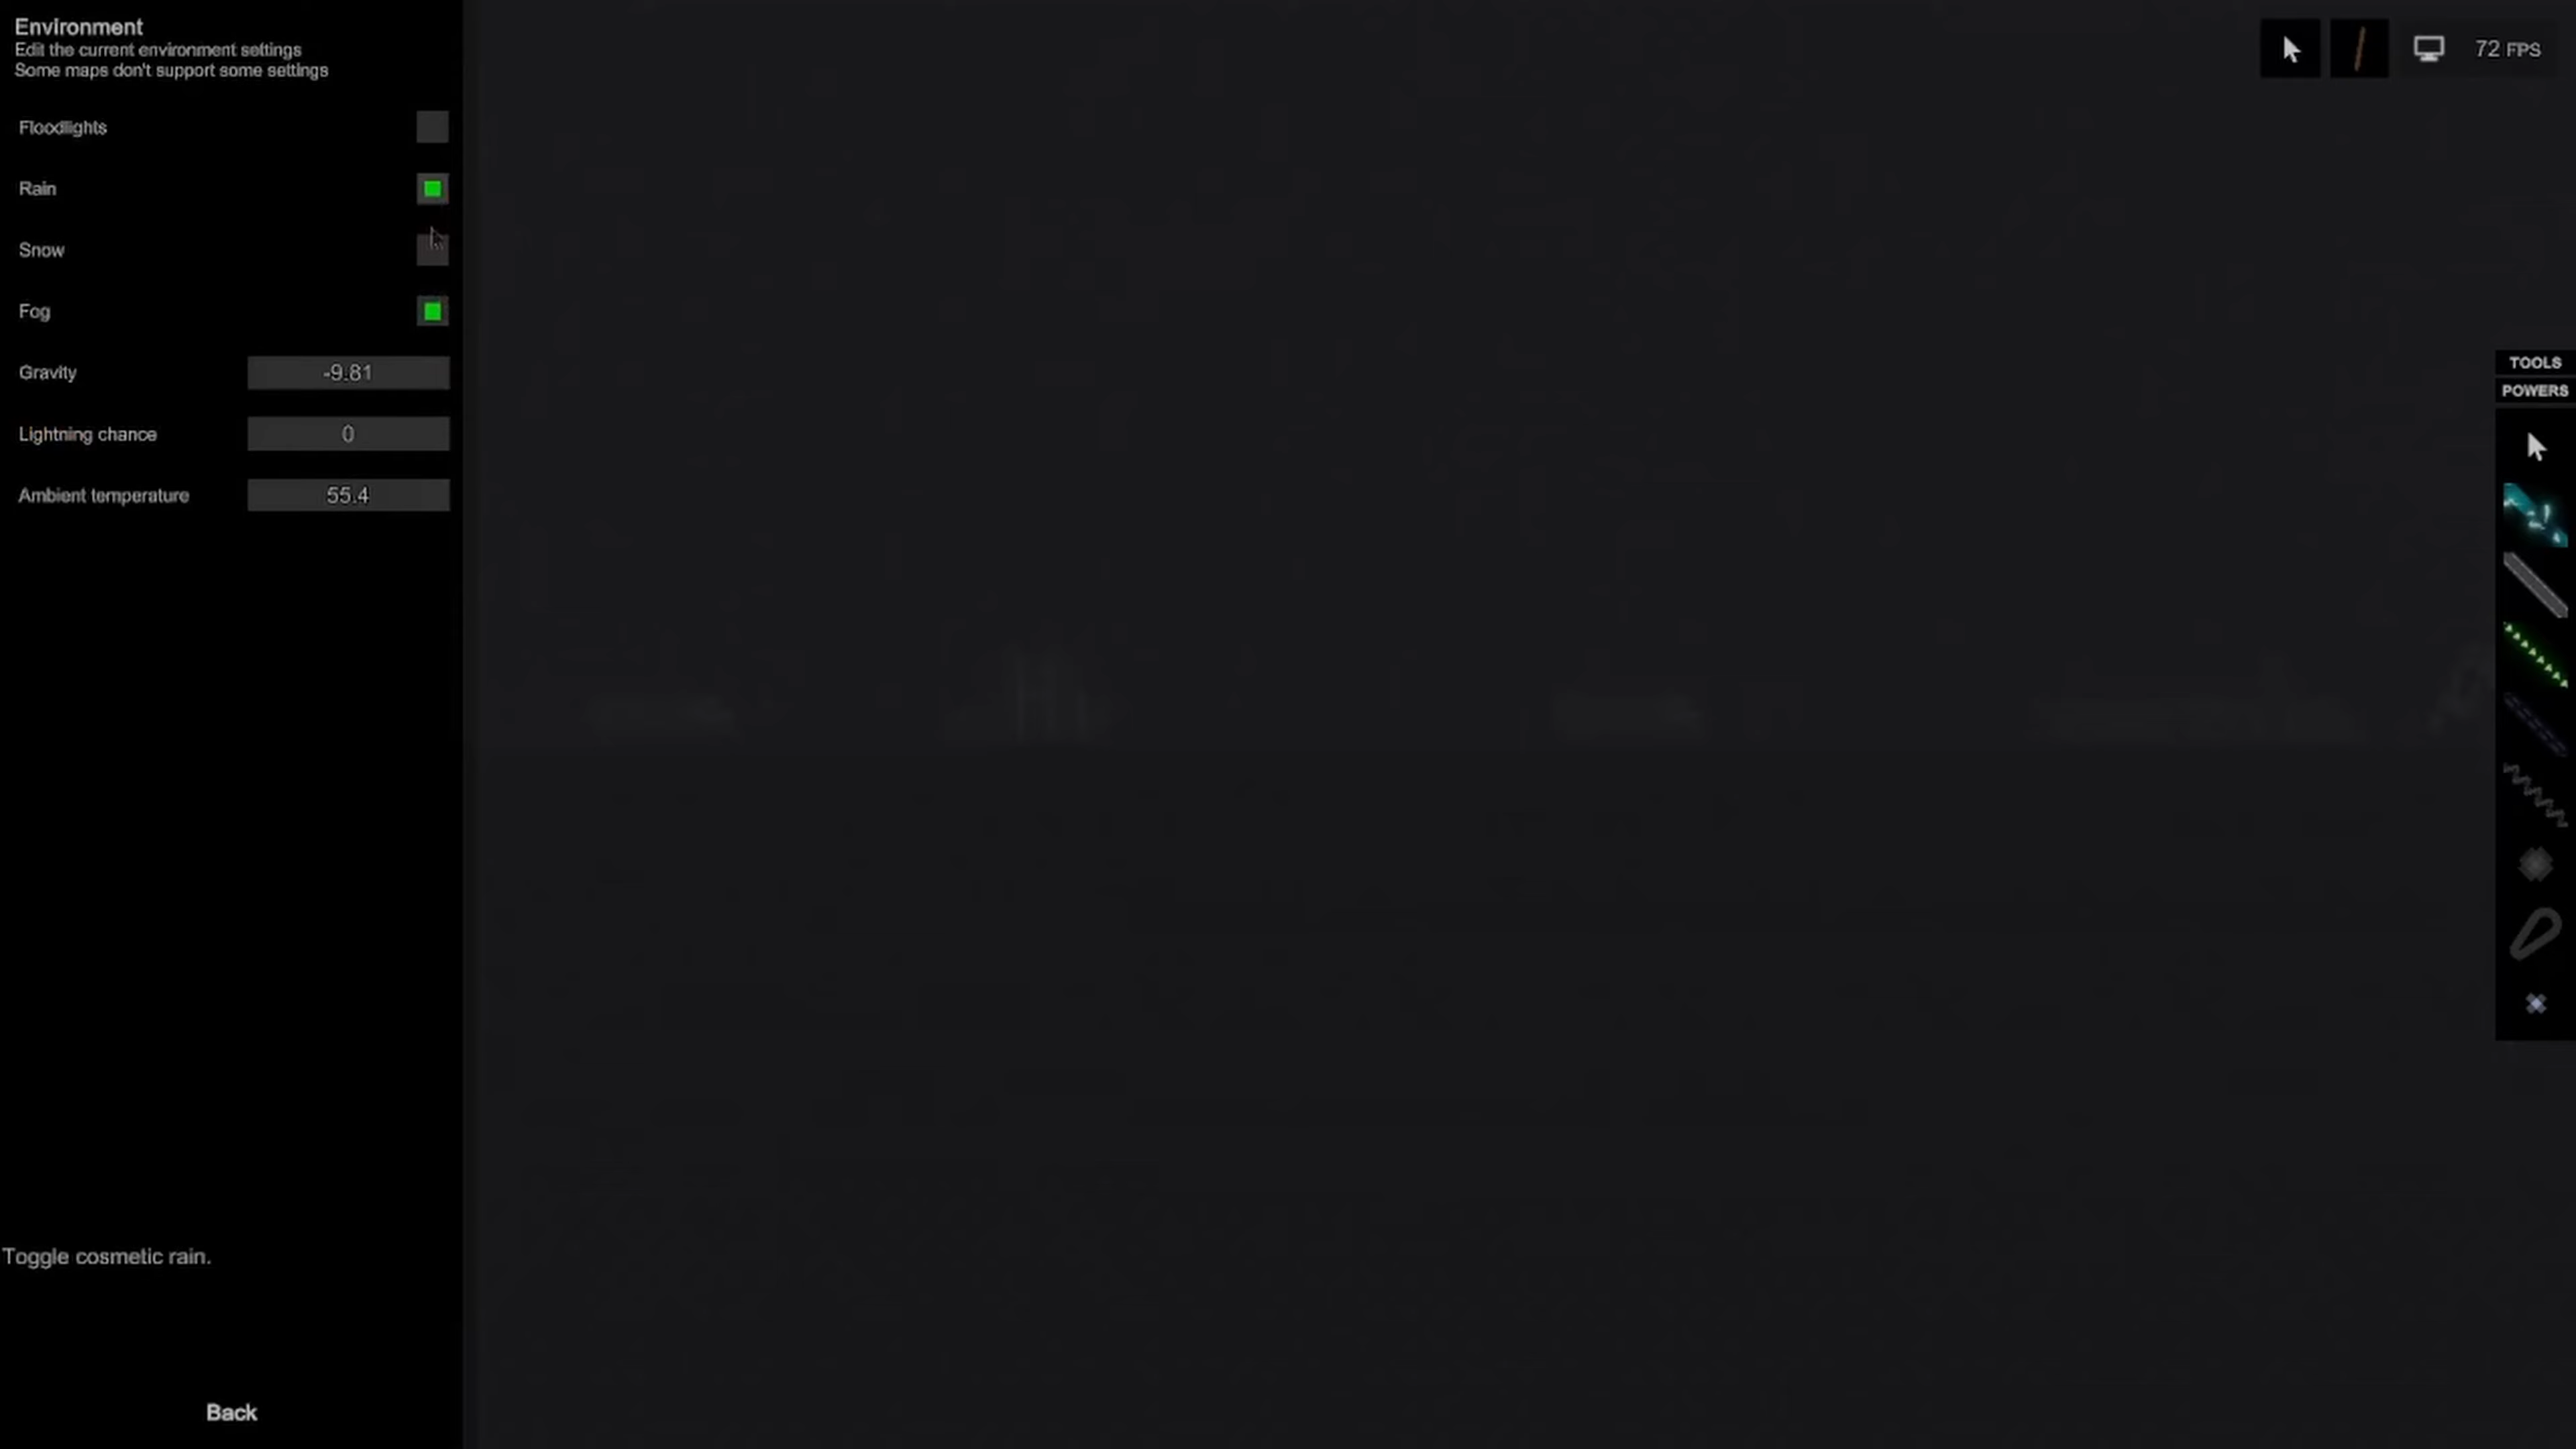 Environment
Edit the current environment settings
Some maps don't support some settings
72 FPS
Floodlights
Rain
Snow
Fog
Gravity -9.81
Lightning chance 0
Ambient temperature 55.4
TOOLS
POWERS
Toggle cosmetic rain.
Back